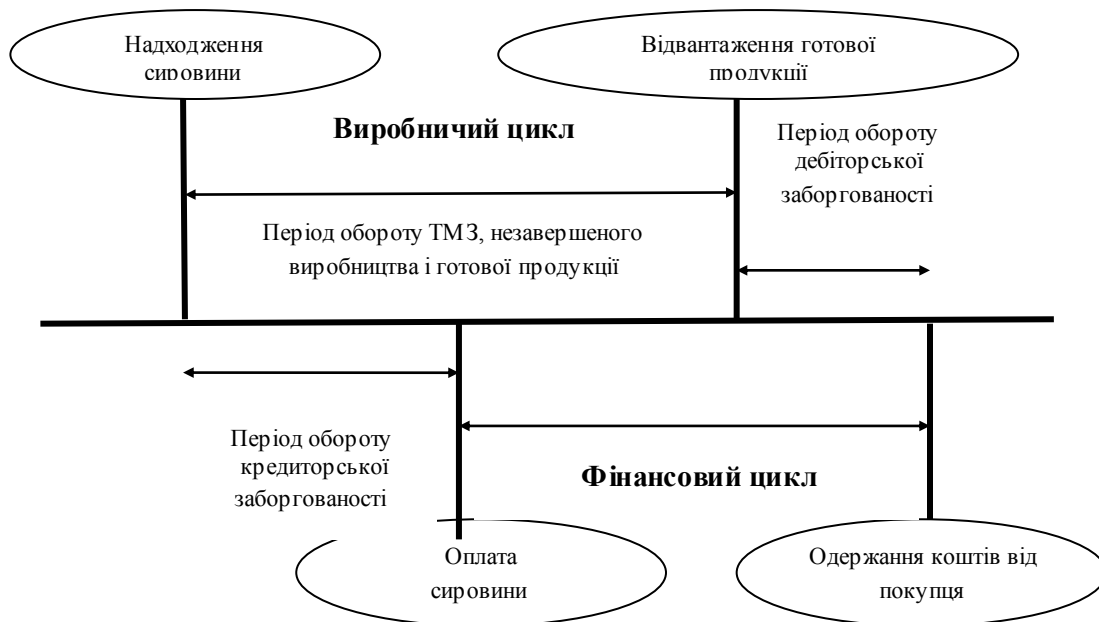 Надходження
сировини
Відвантаження готової
продукції
Виробничий цикл
Період обороту
дебіторської
заборгованості
Період обороту ТМЗ, незавершеного
виробництва і готової продукції
Період обороту
кредиторської
заборгованості
Фінансовий цикл
Оплата
сировини
Одержання коштів від
покупця